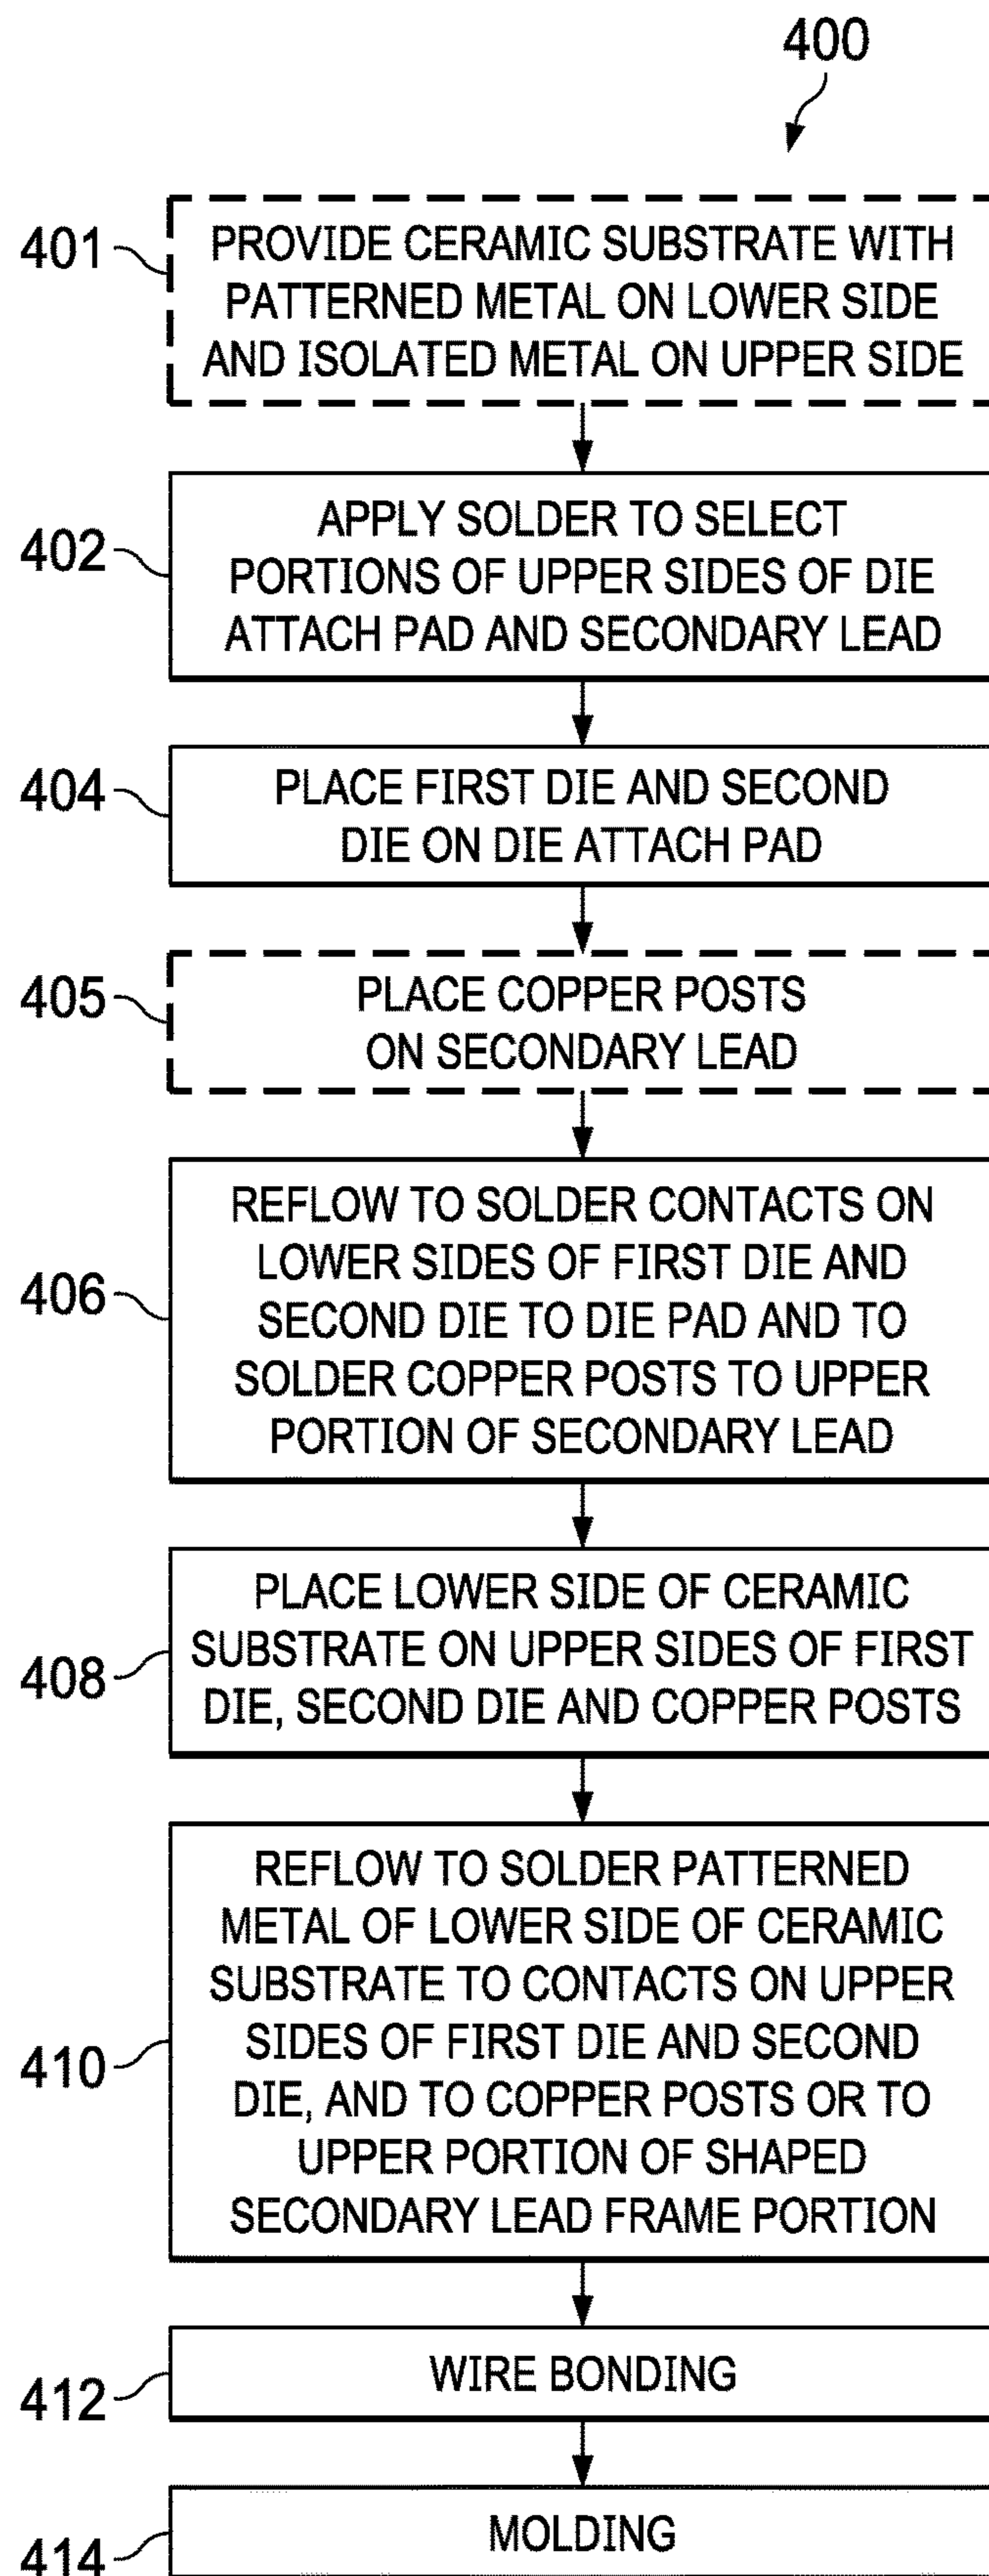 400
401
PROVIDE CERAMIC SUBSTRATE WITH
PATTERNED METAL ON LOWER SIDE
AND ISOLATED METAL ON UPPER SIDE
402
APPLY SOLDER TO SELECT
PORTIONS OF UPPER SIDES OF DIE
ATTACH PAD AND SECONDARY LEAD
404
PLACE FIRST DIE AND SECOND
DIE ON DIE ATTACH PAD
405
PLACE COPPER POSTS
ON SECONDARY LEAD
406
REFLOW TO SOLDER CONTACTS ON
LOWER SIDES OF FIRST DIE AND
SECOND DIE TO DIE PAD AND TO
SOLDER COPPER POSTS TO UPPER
PORTION OF SECONDARY LEAD
408
PLACE LOWER SIDE OF CERAMIC
SUBSTRATE ON UPPER SIDES OF FIRST
DIE, SECOND DIE AND COPPER POSTS
410
REFLOW TO SOLDER PATTERNED
METAL OF LOWER SIDE OF CERAMIC
SUBSTRATE TO CONTACTS ON UPPER
SIDES OF FIRST DIE AND SECOND
DIE, AND TO COPPER POSTS OR TO
UPPER PORTION OF SHAPED
SECONDARY LEAD FRAME PORTION
412
WIRE BONDING
414
MOLDING